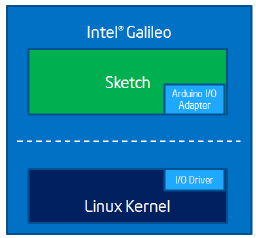 Intel® Galileo
Sketch
Arduino I/O
Adapter
I/O Driver
Linux Kernel